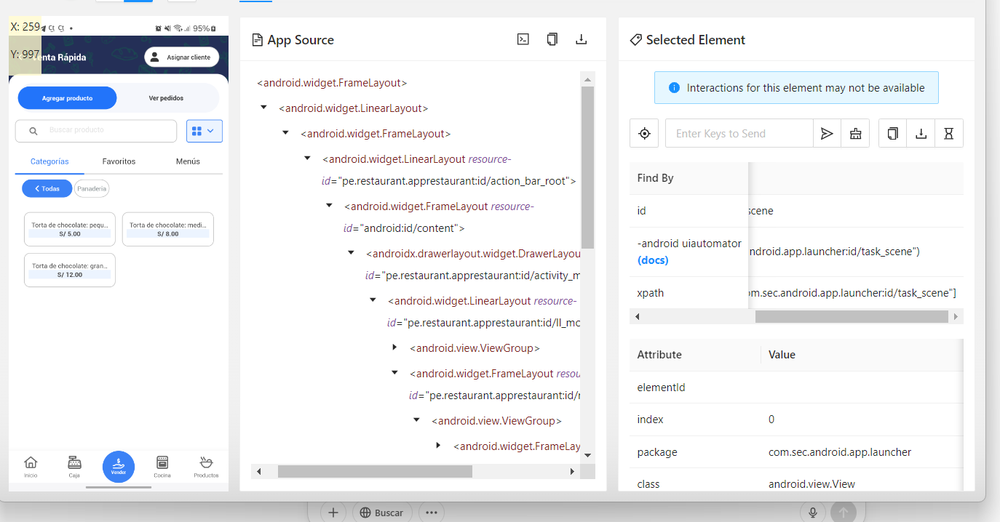 X: 259
95%
Y: 997
enta Rápida
Asignar cliente
Agregar producto
Ver pedidos
Buscar producto
Categorías
Favoritos
Menús
Todas
Panaderia
Torta de chocolate: pequ...
S/ 5.00
Torta de chocolate: medi...
S/ 8.00
Torta de chocolate: gran...
S/ 12.00
Inicio
Caja
Vender
Cocina
Productos
App Source
<android.widget.FrameLayout>
<android.widget.LinearLayout>
<android.widget.FrameLayout>
<android.widget.LinearLayout resource-
id="pe.restaurant.apprestaurant:id/action_bar_root">
<android.widget.FrameLayout resource-
id="android:id/content">
<androidx.drawerlayout.widget.DrawerLayou
id="pe.restaurant.apprestaurant:id/activity_m
<android.widget.LinearLayout resource-
id="pe.restaurant.apprestaurant:id/ll_mo
<android.view.ViewGroup>
<android.widget.FrameLayout resou
id="pe.restaurant.apprestaurant:id/r
<android.view.ViewGroup>
<android.widget.FrameLay
Selected Element
Interactions for this element may not be available
Enter Keys to Send
Find By
id
scene
-android uiautomator
(docs)
ndroid.app.launcher:id/task_scene")
xpath
om.sec.android.app.launcher:id/task_scene"]
Attribute
Value
elementId
index
0
package
com.sec.android.app.launcher
class
android.view.View
Buscar